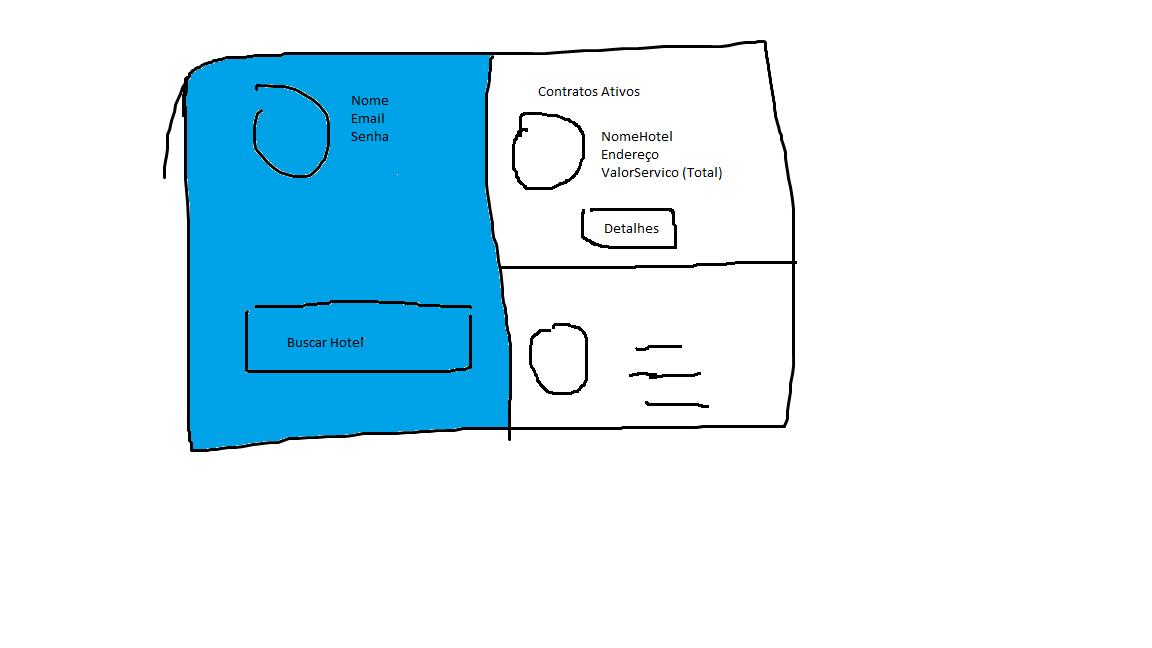 Nome
Email
Senha
Buscar Hotel
Contratos Ativos
NomeHotel
Endereço
ValorServico (Total)
Detalhes